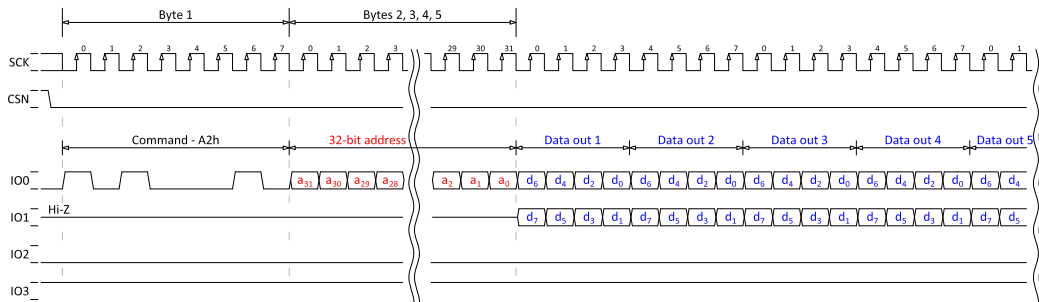 Byte 1 Bytes 2, 3, 4, 5
0 1 2 3 4 5 6 7 0 1 2 3 29 30 31 0 1 2 3 4 5 6 7 0 1 2 3 4 5 6 7 0 1
SCK
CSN
Command - A2h 32-bit address Data out 1 Data out 2 Data out 3 Data out 4 Data out 5
IO0 a31 a30 a29 a28 a2 a1 a0 d6 d4 d2 d0 d6 d4 d2 d0 d6 d4 d2 d0 d6 d4 d2 d0 d6 d4
IO1 Hi-Z d7 d5 d3 d1 d7 d5 d3 d1 d7 d5 d3 d1 d7 d5 d3 d1 d7 d5
IO2
IO3